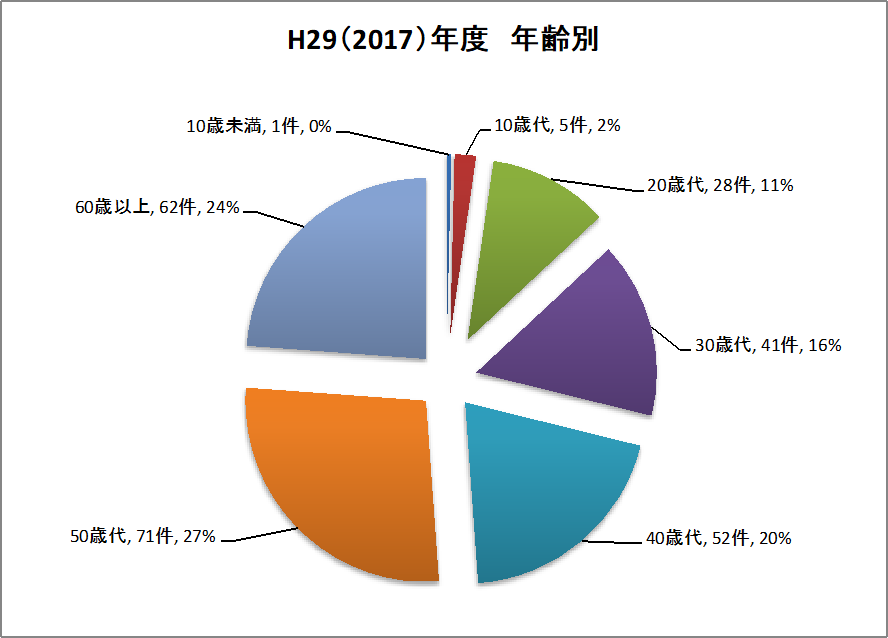 H29（2017）年度　年齢別
10歳未満, 1件, 0%
10歳代, 5件, 2%
20歳代, 28件, 11%
60歳以上, 62件, 24%
30歳代, 41件, 16%
50歳代, 71件, 27%
40歳代, 52件, 20%